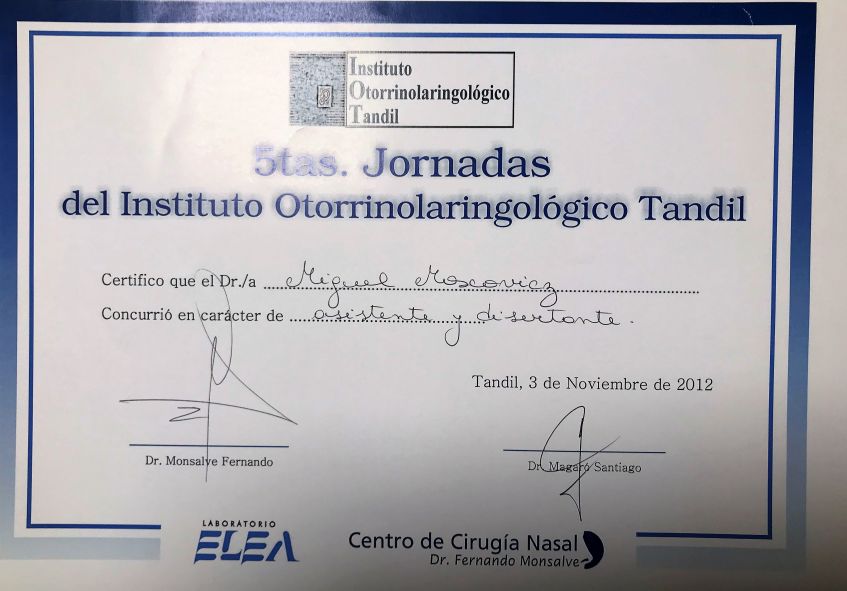 Instituto
Otorrinolaringológico
Tandil
5tas. Jornadas
del Instituto Otorrinolaringológico Tandil
Certifico que el Dr./a Miguel Moscovicz
Concurrió en carácter de asistente y disertante.
Tandil, 3 de Noviembre de 2012
Dr. Monsalve Fernando
Dr. Magaró Santiago
LABORATORIO
ELEA
Centro de Cirugía Nasal
Dr. Fernando Monsalve